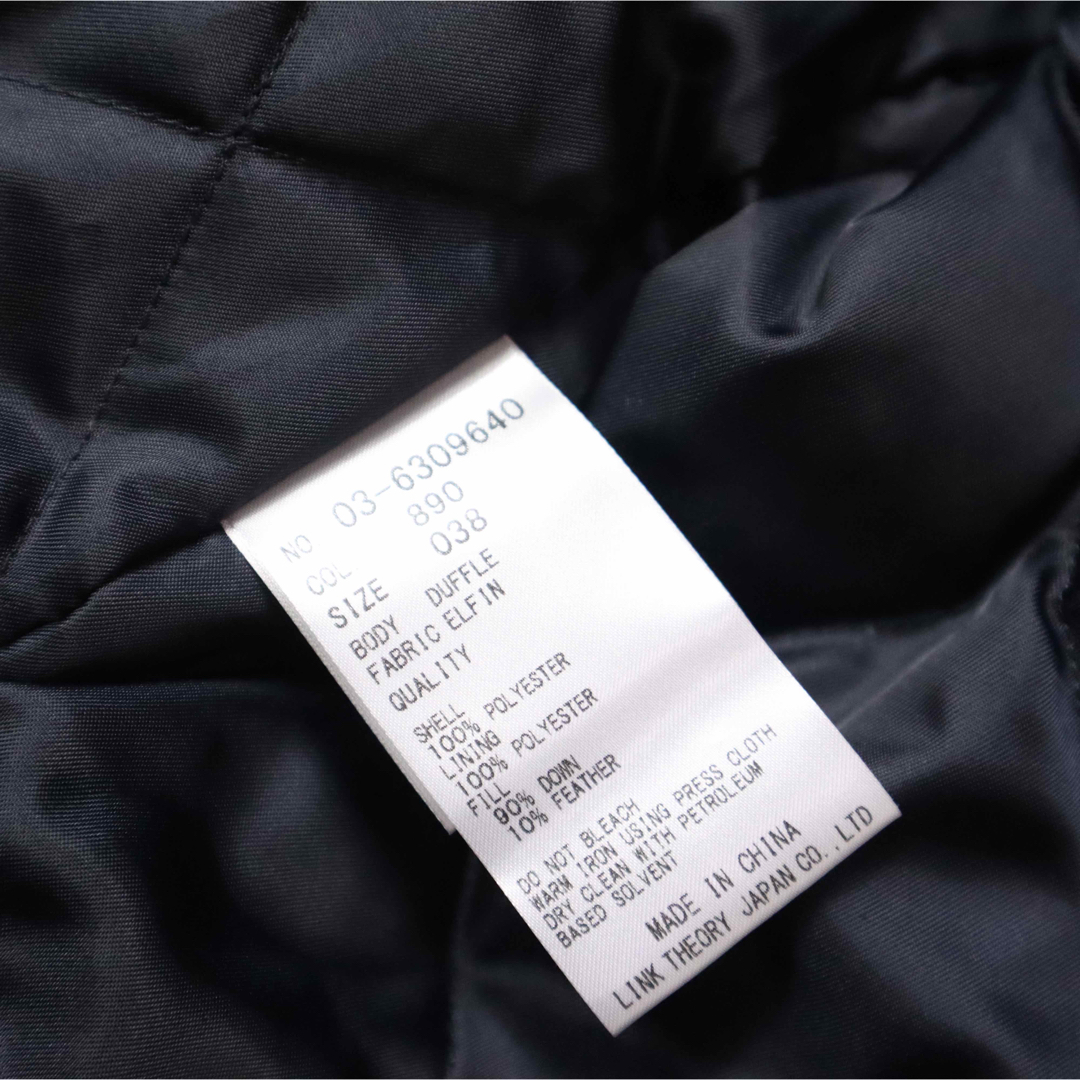 NO 03-6309640
COL 890
SIZE 038
BODY DUFFLE
FABRIC ELFIN
QUALITY
SHELL
100% POLYESTER
LINING
100% POLYESTER
FILL
90% DOWN
10% FEATHER
DO NOT BLEACH
WARM IRON USING PRESS CLOTH
DRY CLEAN WITH PETROLEUM
BASED SOLVENT
MADE IN CHINA
LINK THEORY JAPAN CO.,LTD